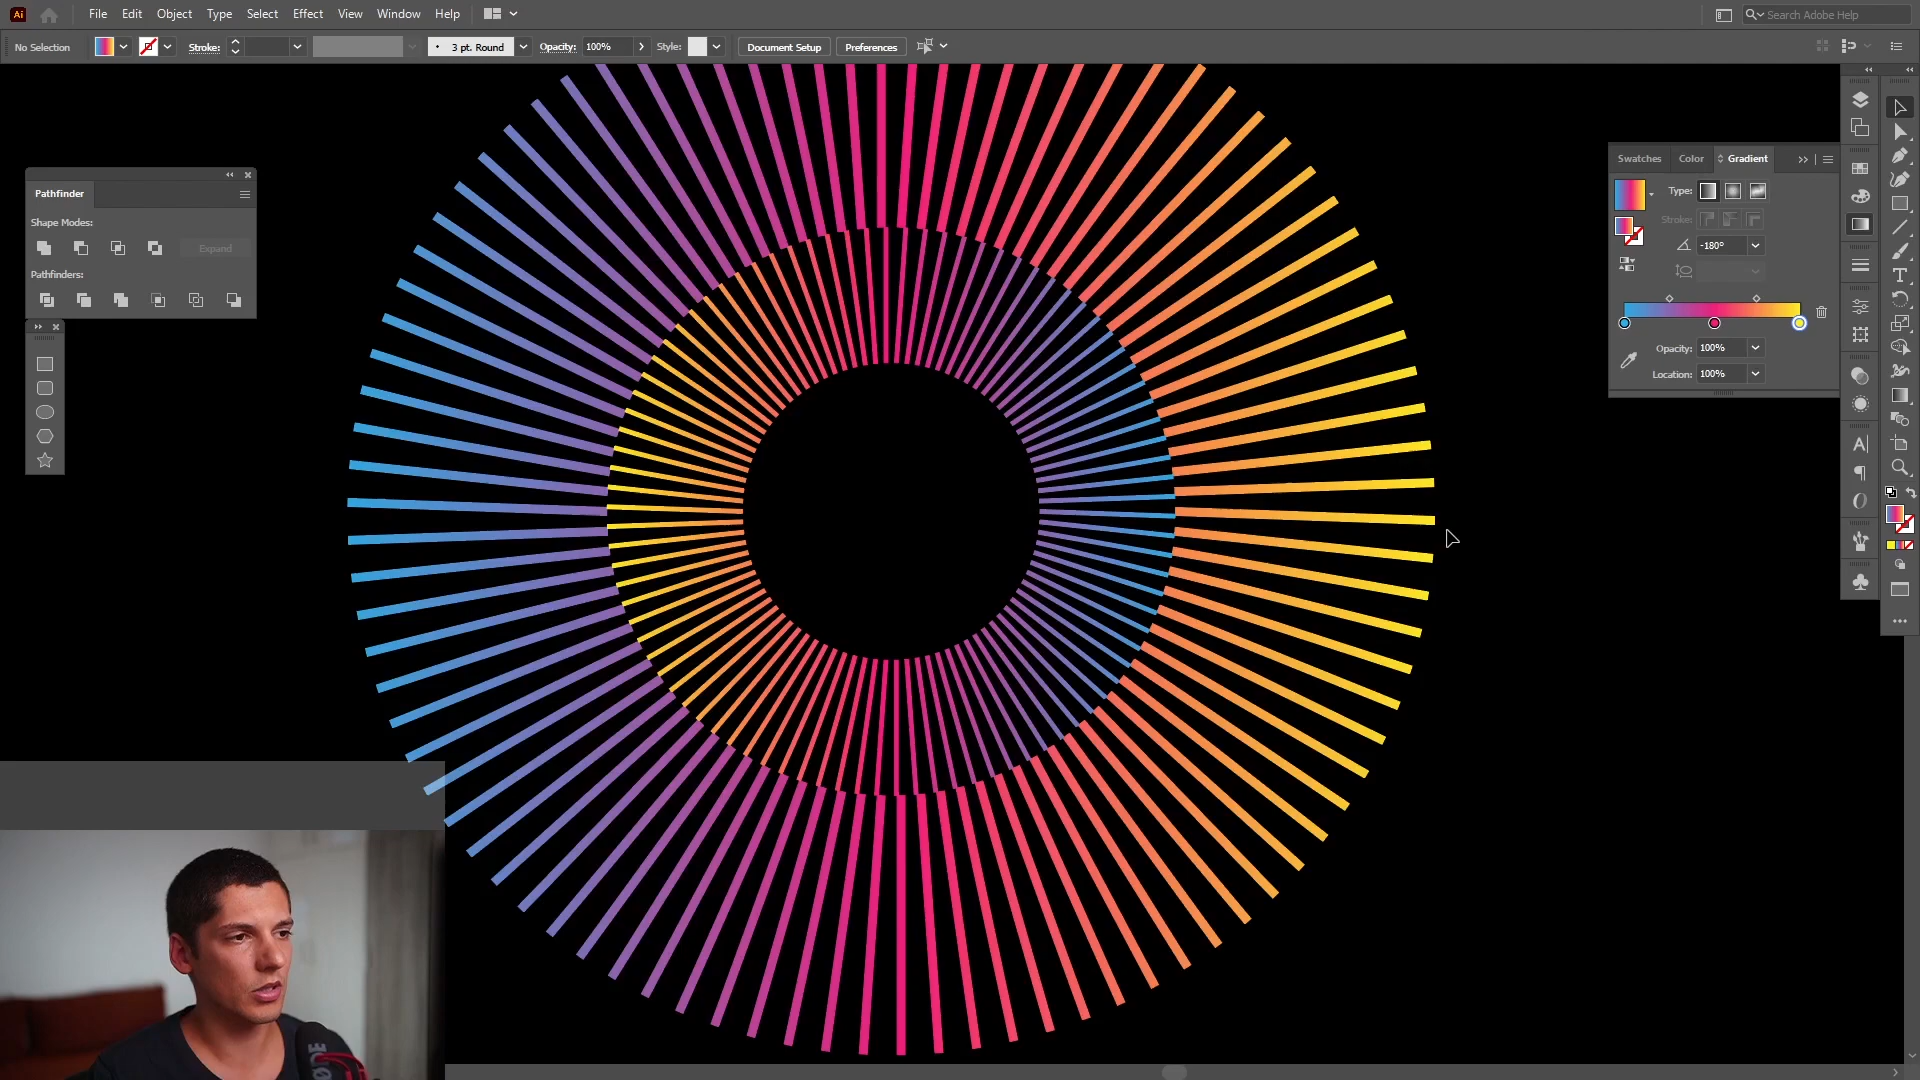 Ai File Edit Object Type Select Effect View Window Help Search Adobe Help
No Selection Stroke: 3 pt. Round Opacity: 100% Style: Document Setup Preferences
Pathfinder
Shape Modes:
Expand
Pathfinders:
Swatches Color Gradient
Type:
Stroke:
-180°
Opacity: 100%
Location: 100%